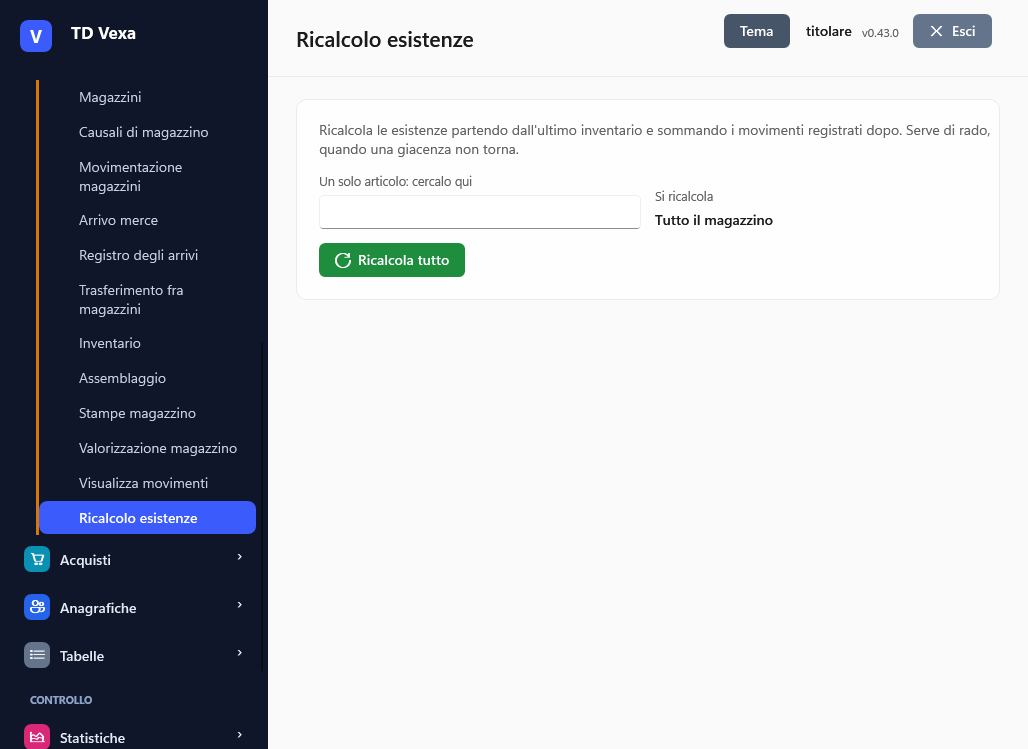 V
TD Vexa
Magazzini
Causali di magazzino
Movimentazione
magazzini
Arrivo merce
Registro degli arrivi
Trasferimento fra
magazzini
Inventario
Assemblaggio
Stampe magazzino
Valorizzazione magazzino
Visualizza movimenti
Ricalcolo esistenze
Acquisti
Anagrafiche
Tabelle
CONTROLLO
Statistiche
Ricalcolo esistenze
Tema
titolare
v0.43.0
Esci
Ricalcola le esistenze partendo dall'ultimo inventario e sommando i movimenti registrati dopo. Serve di rado,
quando una giacenza non torna.
Un solo articolo: cercalo qui
Si ricalcola
Tutto il magazzino
Ricalcola tutto